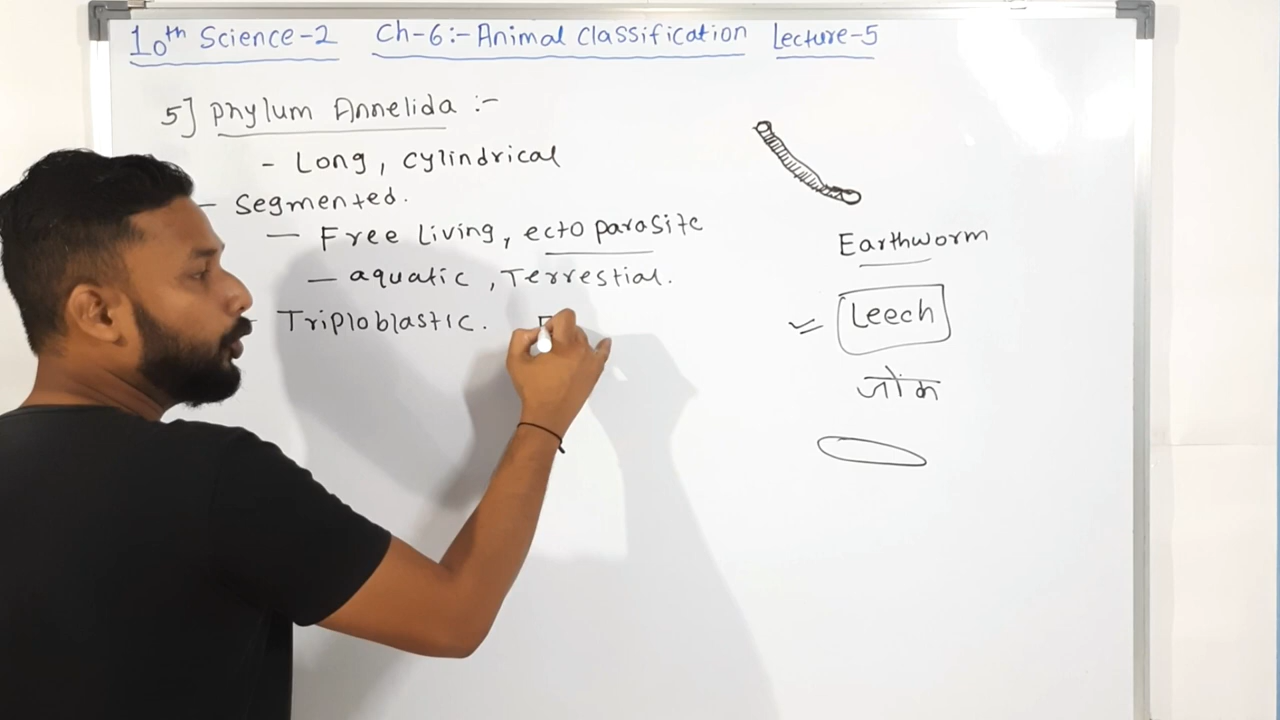 10th Science-2 Ch-6:- Animal Classification Lecture-5
5] Phylum Annelida :-
- Long, cylindrical
- Segmented.
- Free Living, ecto parasite
- aquatic, Terrestial.
- Triploblastic.
Earthworm
Leech
जोंक